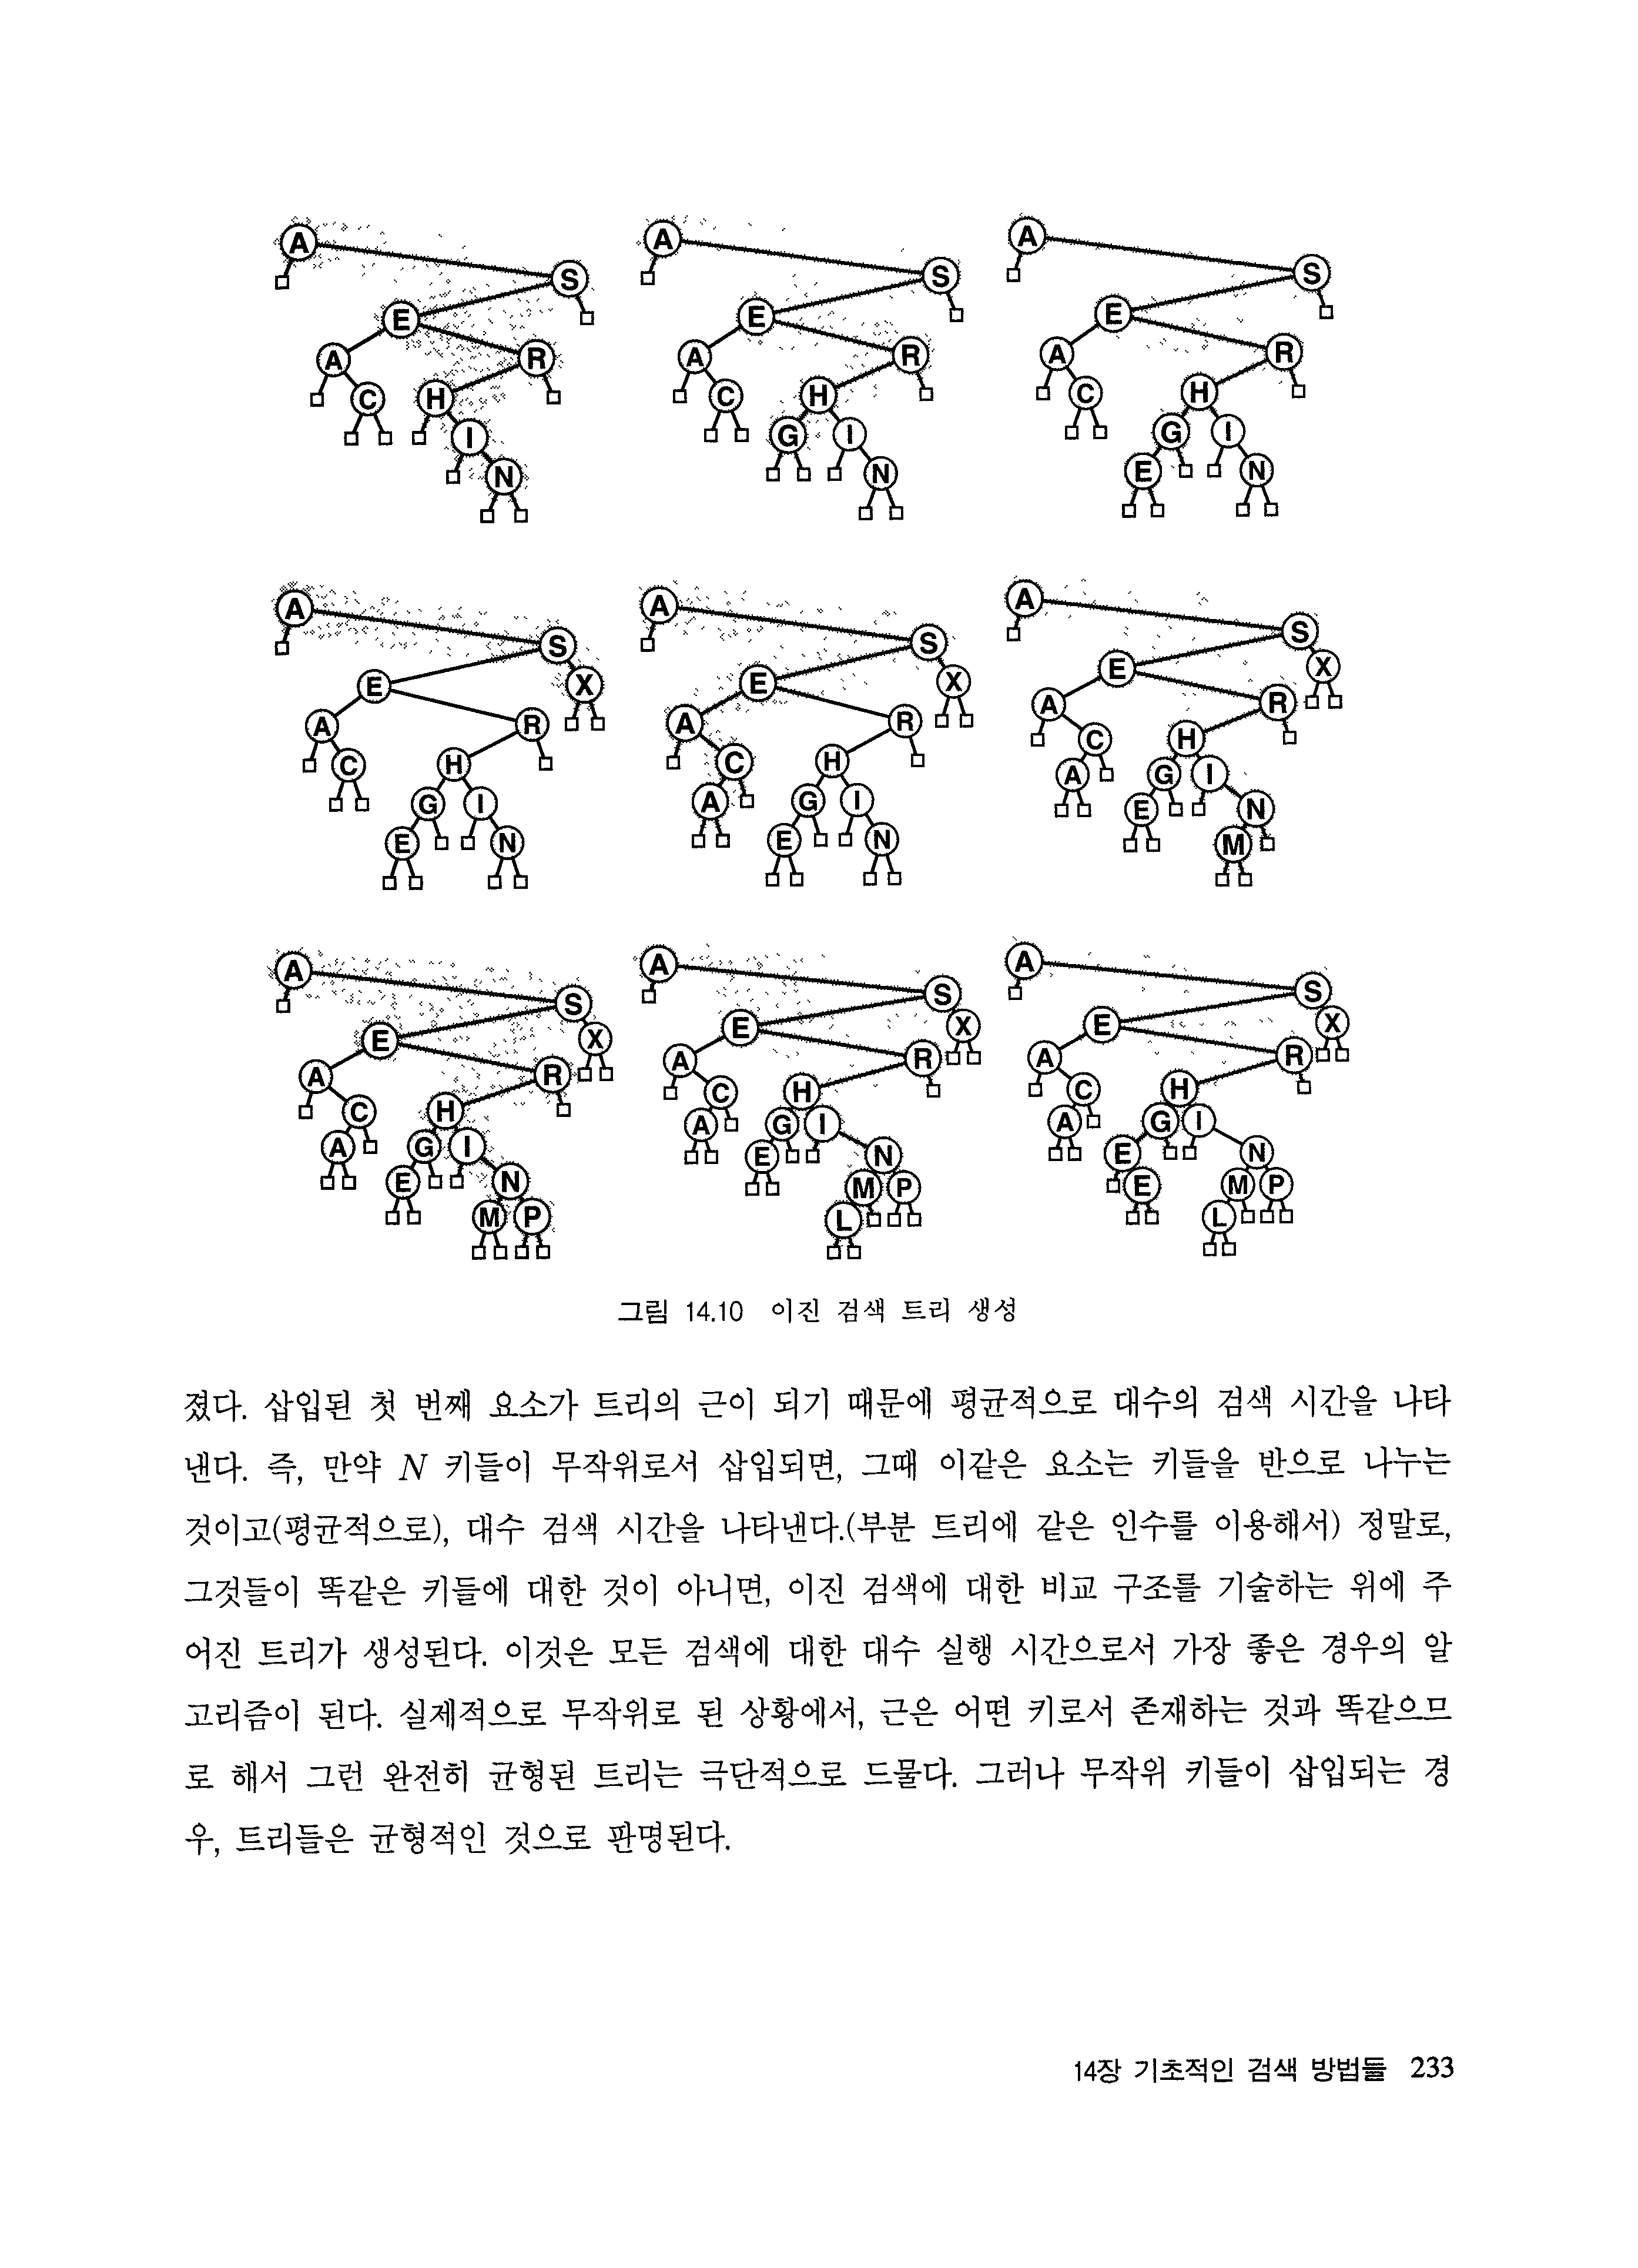 A A A
S S S
E E E
A R A R A R
C H C H C H
I G I G I
N N E N
A A A
S S S
E X E X E X
A R A R A R
C H C H C H
G I A G I A G I
E N E N E N
M
A A A
S S S
E X E X E X
A R A R A R
C H C H C H
A G I A G I A G I
E N E N E N
M P M P E M P
L L
그림 14.10 이진 검색 트리 생성
졌다. 삽입된 첫 번째 요소가 트리의 근이 되기 때문에 평균적으로 대수의 검색 시간을 나타
낸다. 즉, 만약 N 키들이 무작위로서 삽입되면, 그때 이같은 요소는 키들을 반으로 나누는
것이고(평균적으로), 대수 검색 시간을 나타낸다.(부분 트리에 같은 인수를 이용해서) 정말로,
그것들이 똑같은 키들에 대한 것이 아니면, 이진 검색에 대한 비교 구조를 기술하는 위에 주
어진 트리가 생성된다. 이것은 모든 검색에 대한 대수 실행 시간으로서 가장 좋은 경우의 알
고리즘이 된다. 실제적으로 무작위로 된 상황에서, 근은 어떤 키로서 존재하는 것과 똑같으므
로 해서 그런 완전히 균형된 트리는 극단적으로 드물다. 그러나 무작위 키들이 삽입되는 경
우, 트리들은 균형적인 것으로 판명된다.
14장 기초적인 검색 방법들 233